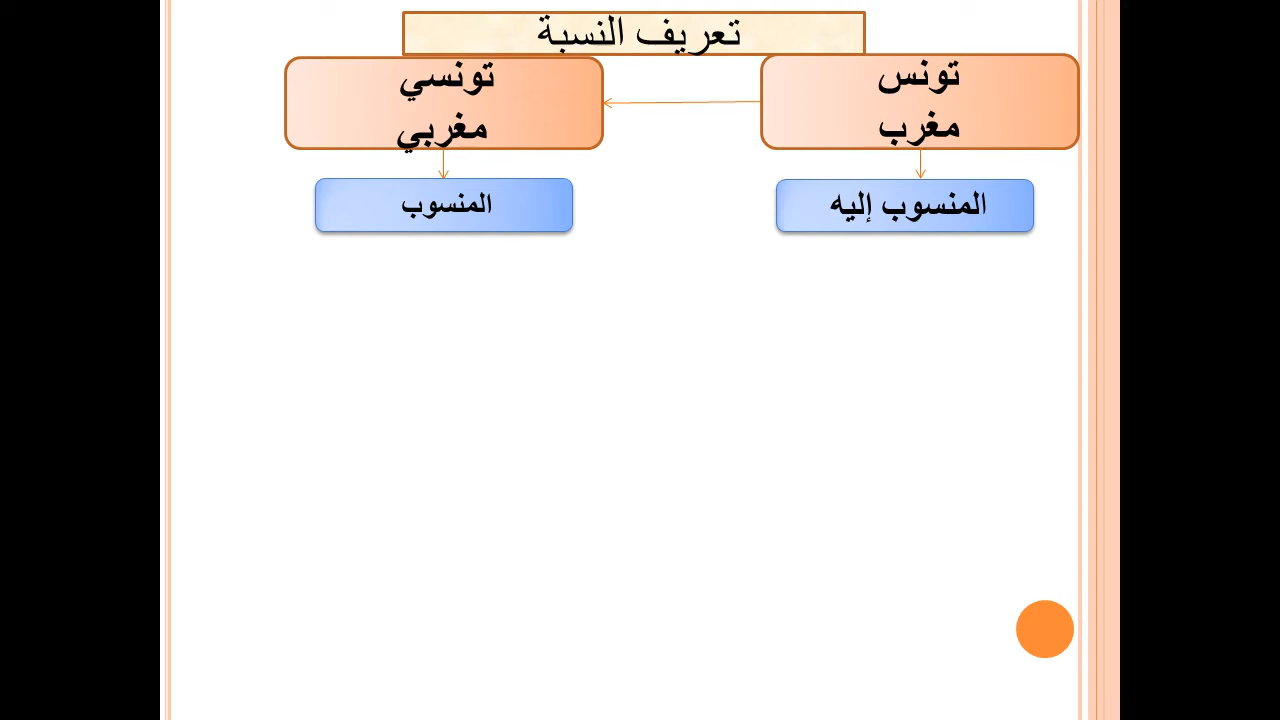 تعريف النسبة
تونس
مغرب
تونسي
مغربي
المنسوب إليه
المنسوب